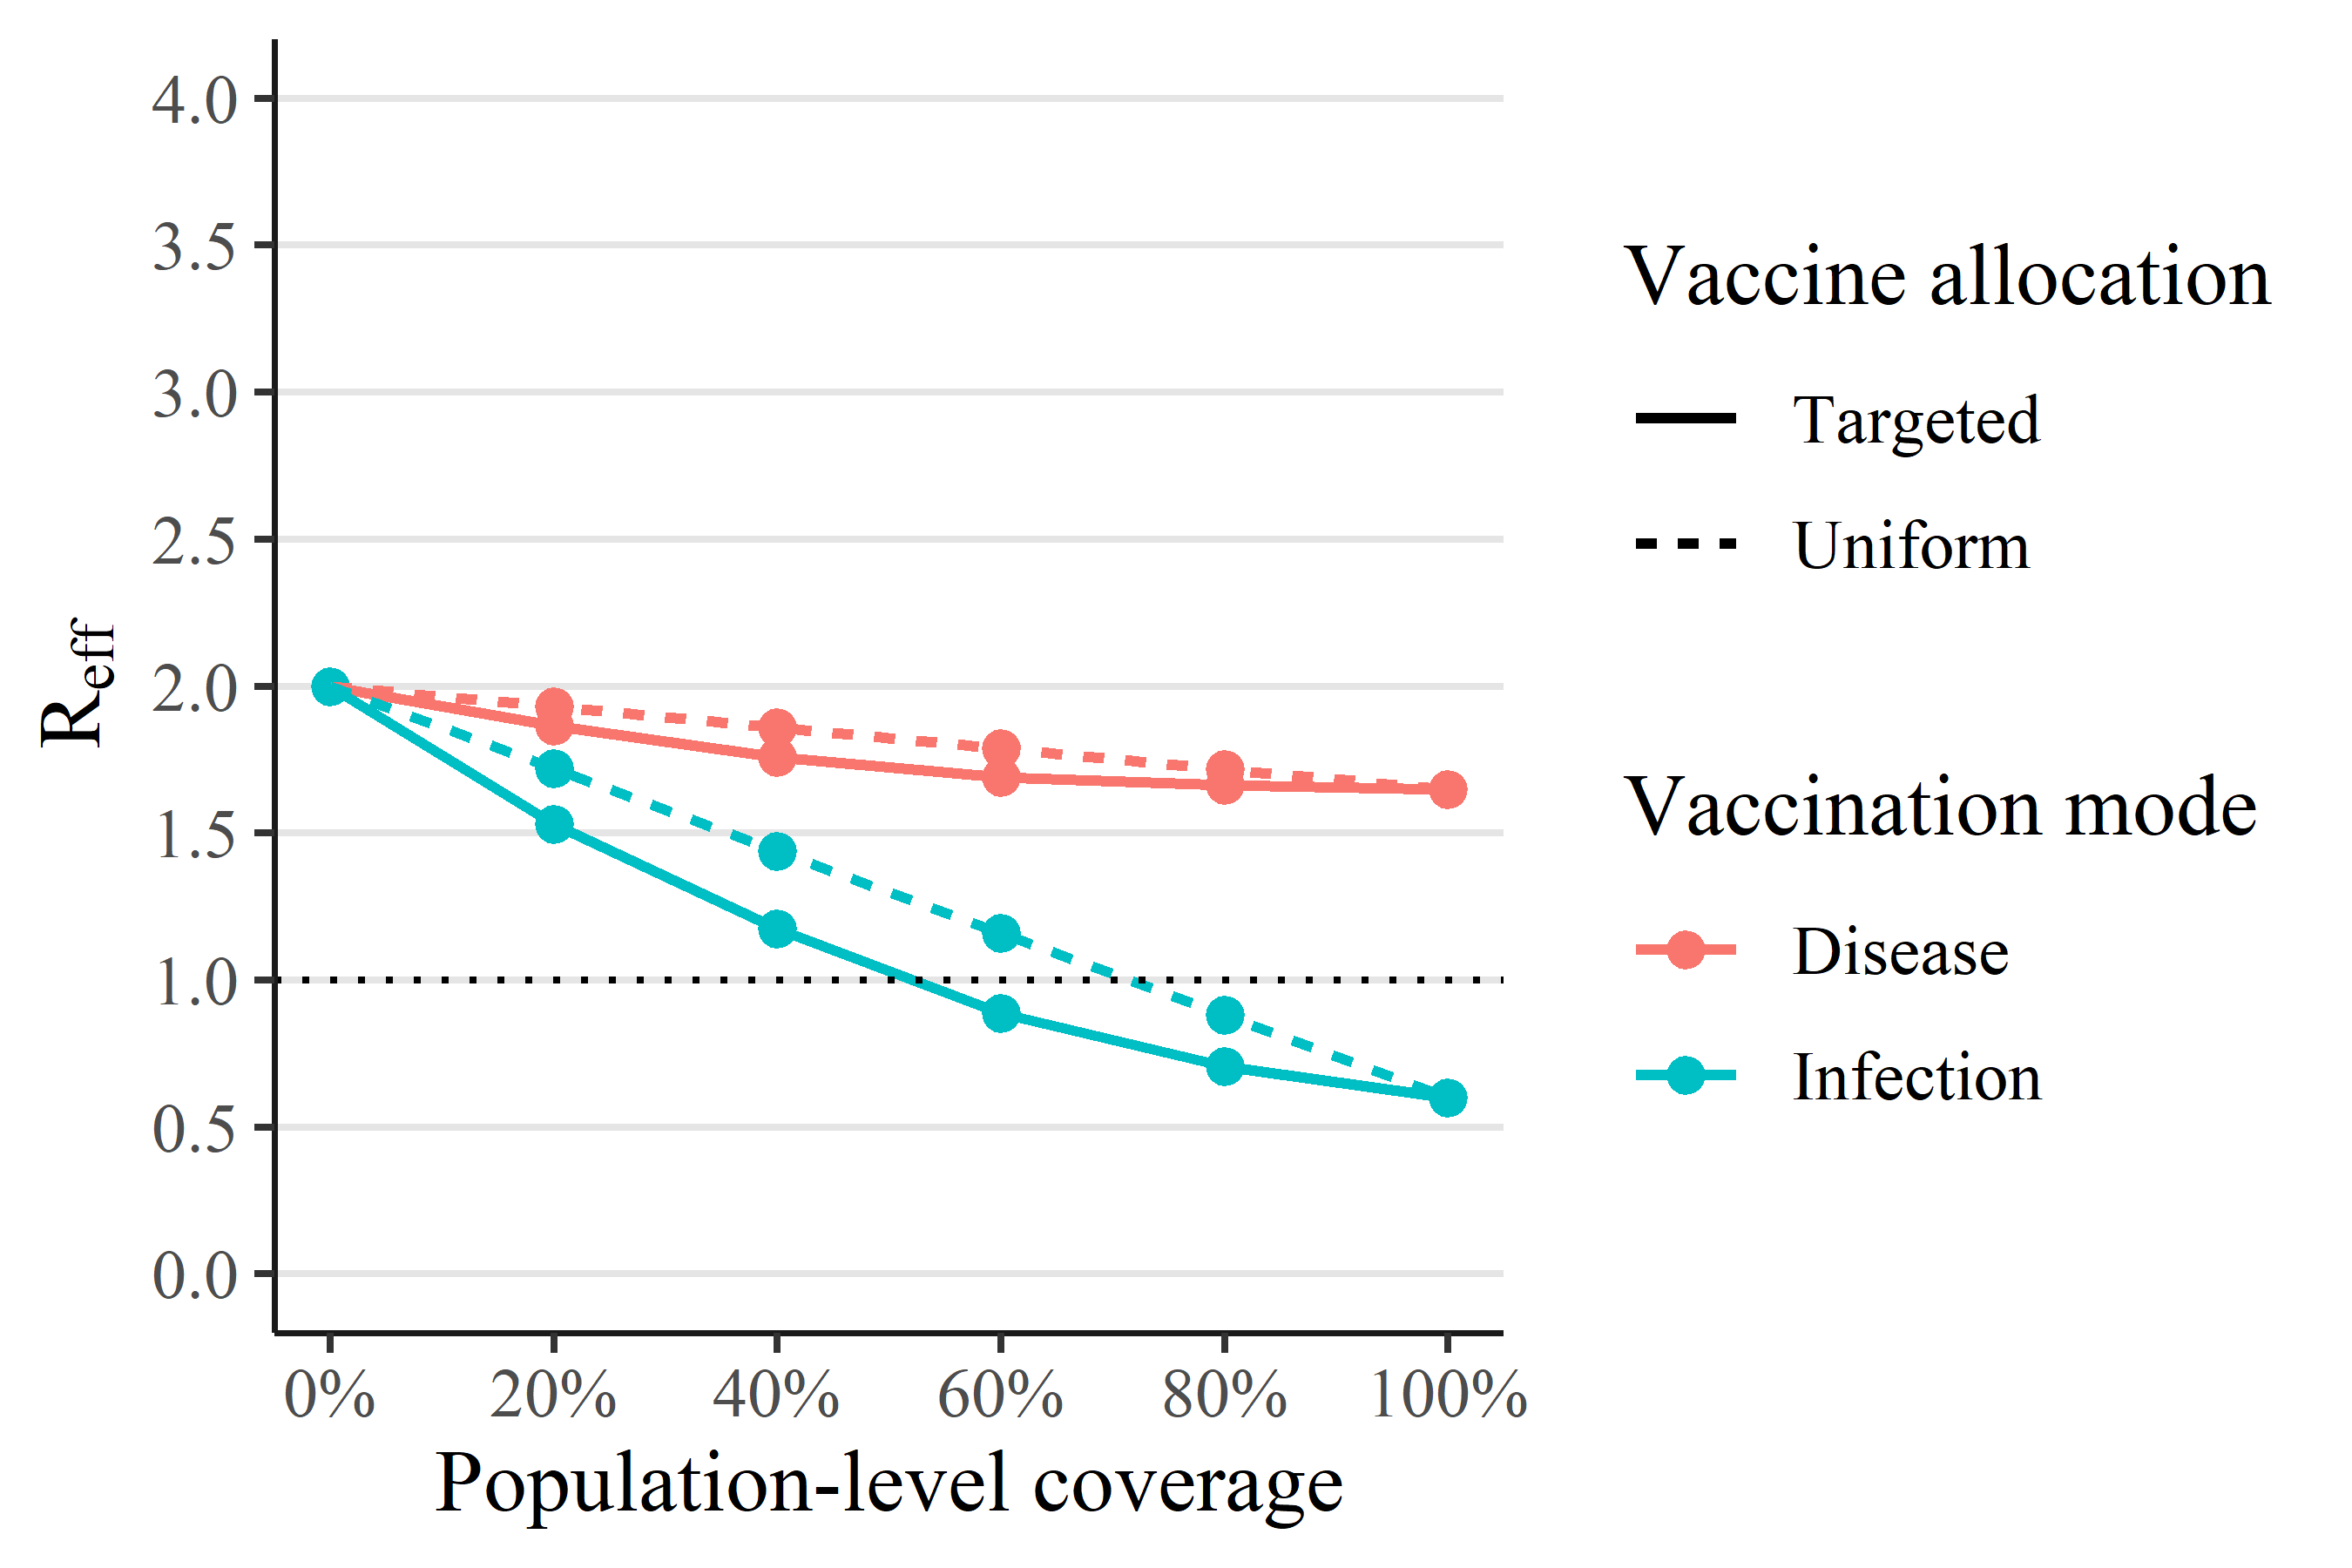 4.0
3.5
3.0
2.5
2.0
1.5
1.0
0.5
0.0
Reff
0% 20% 40% 60% 80% 100%
Population-level coverage
Vaccine allocation
Targeted
Uniform
Vaccination mode
Disease
Infection